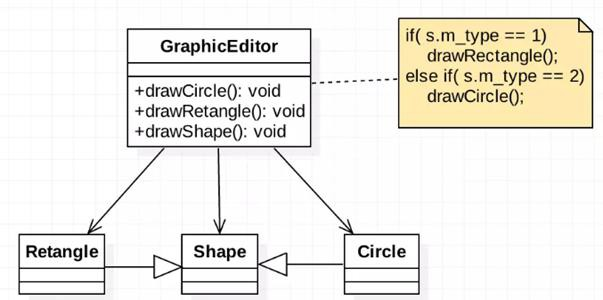 GraphicEditor
+drawCircle(): void
+drawRetangle(): void
+drawShape(): void
if( s.m_type == 1)
drawRectangle();
else if( s.m_type == 2)
drawCircle();
Retangle
Shape
Circle